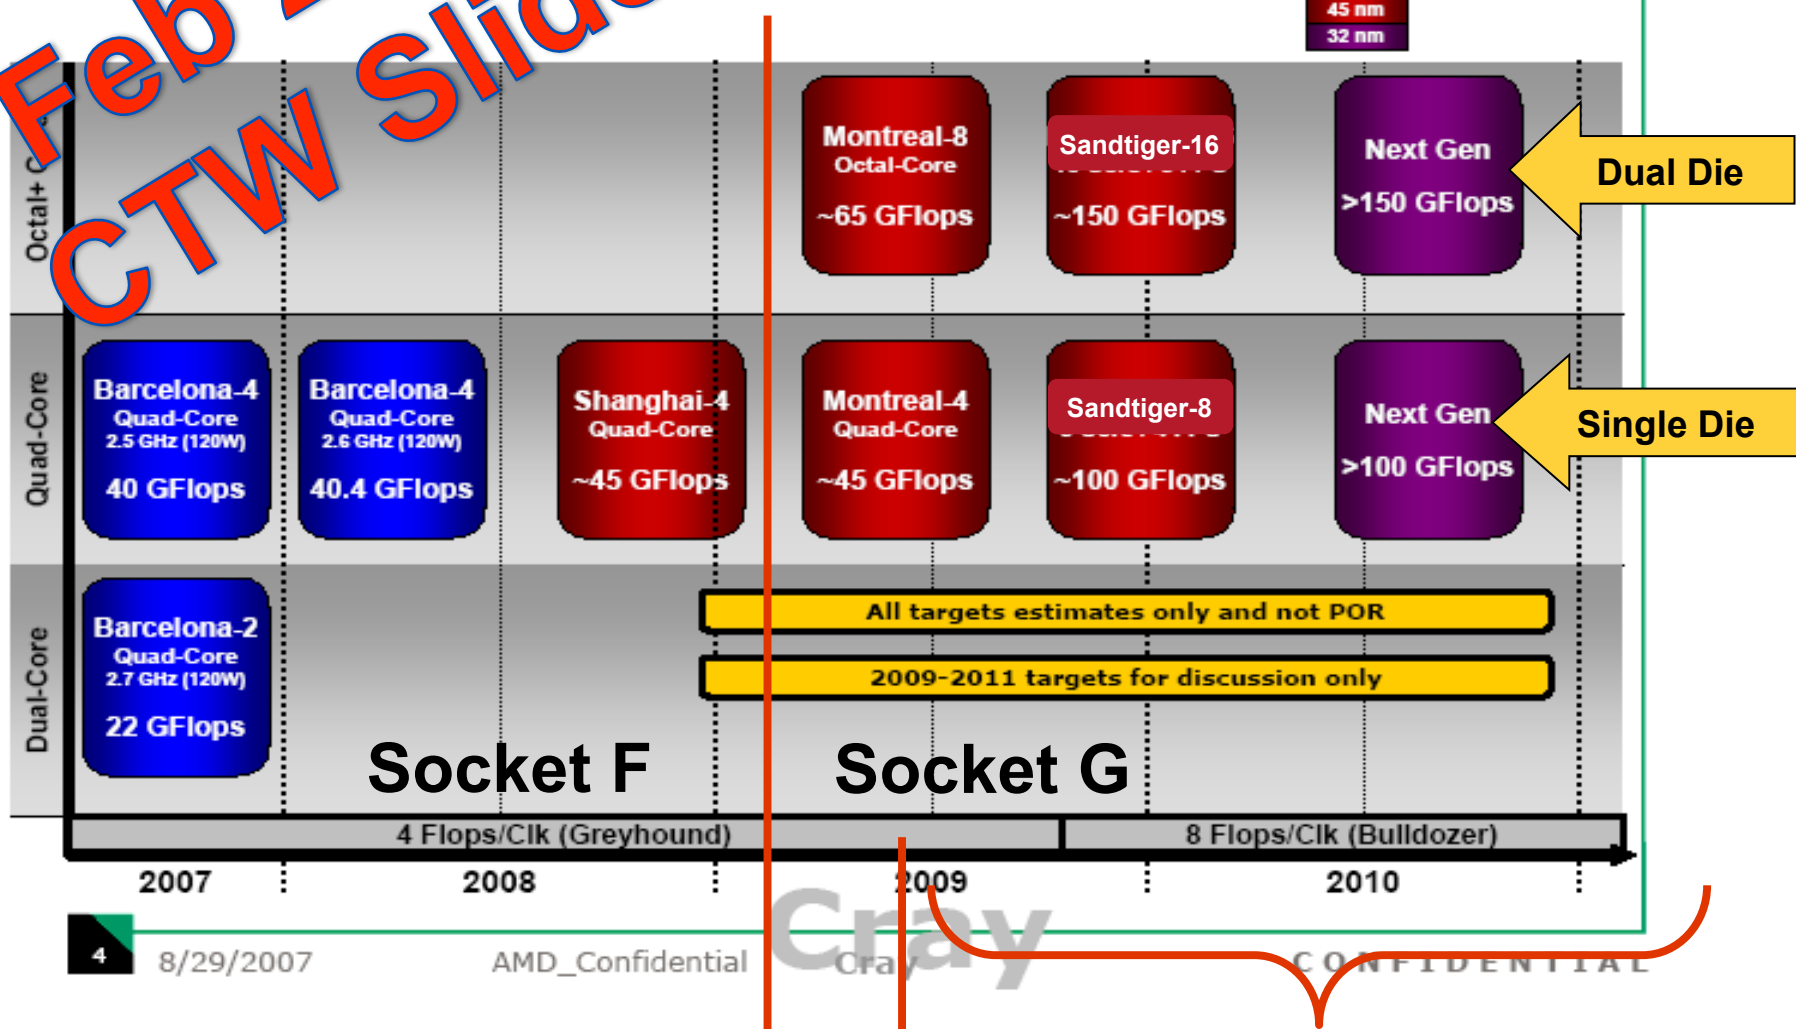 Feb
CTW Slide
45 nm
32 nm
Octal+
Montreal-8
Octal-Core
~65 GFlops
Sandtiger-16
~150 GFlops
Next Gen
>150 GFlops
Dual Die
Quad-Core
Barcelona-4
Quad-Core
2.5 GHz (120W)
40 GFlops
Barcelona-4
Quad-Core
2.6 GHz (120W)
40.4 GFlops
Shanghai-4
Quad-Core
~45 GFlops
Montreal-4
Quad-Core
~45 GFlops
Sandtiger-8
~100 GFlops
Next Gen
>100 GFlops
Single Die
Dual-Core
Barcelona-2
Quad-Core
2.7 GHz (120W)
22 GFlops
All targets estimates only and not POR
2009-2011 targets for discussion only
Socket F
Socket G
4 Flops/Clk (Greyhound)
8 Flops/Clk (Bulldozer)
2007
2008
2009
2010
Cray
4
8/29/2007
AMD_Confidential
Cray
CONFIDENTIAL